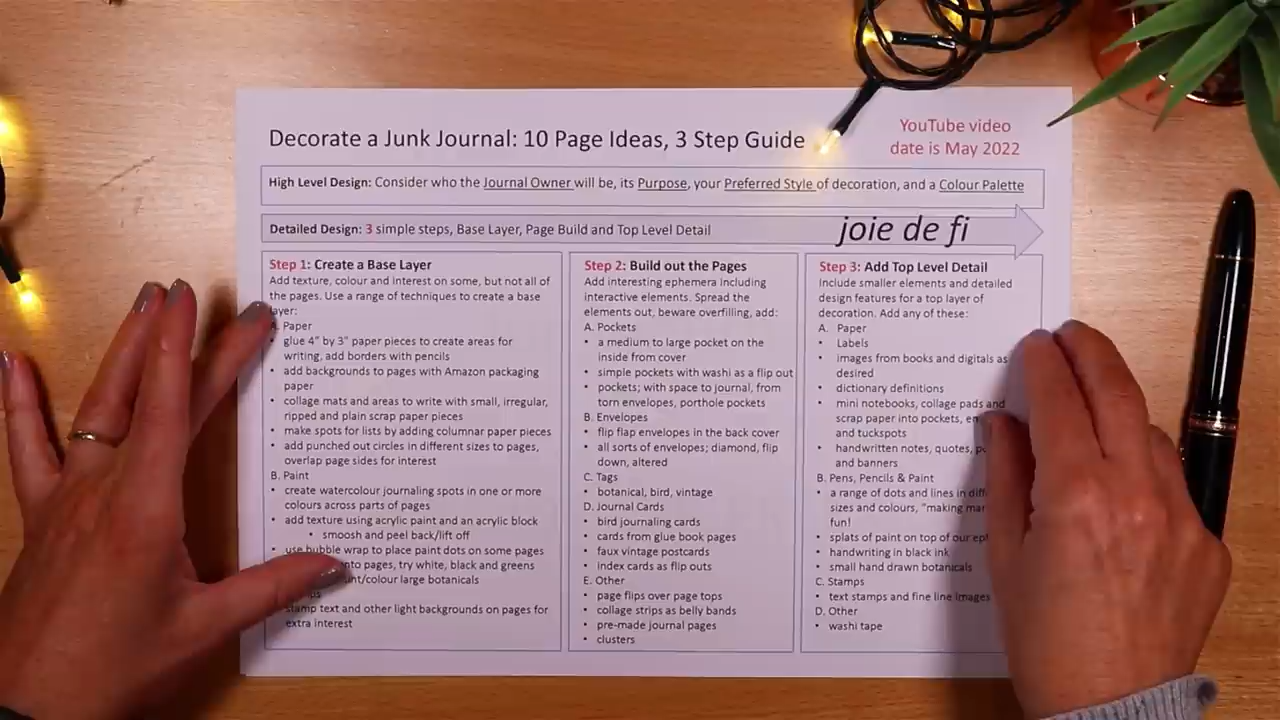 Decorate a Junk Journal: 10 Page Ideas, 3 Step Guide
YouTube video
date is May 2022
High Level Design: Consider who the Journal Owner will be, its Purpose, your Preferred Style of decoration, and a Colour Palette
Detailed Design: 3 simple steps, Base Layer, Page Build and Top Level Detail
joie de fi
Step 1: Create a Base Layer
Add texture, colour and interest on some, but not all of
the pages. Use a range of techniques to create a base
layer:
A. Paper
• glue 4" by 3" paper pieces to create areas for
writing, add borders with pencils
• add backgrounds to pages with Amazon packaging
paper
• collage mats and areas to write with small, irregular,
ripped and plain scrap paper pieces
• make spots for lists by adding columnar paper pieces
• add punched out circles in different sizes to pages,
overlap page sides for interest
B. Paint
• create watercolour journaling spots in one or more
colours across parts of pages
• add texture using acrylic paint and an acrylic block
• smoosh and peel back/lift off
• use bubble wrap to place paint dots on some pages
onto pages, try white, black and greens
/colour large botanicals
stamp text and other light backgrounds on pages for
extra interest
Step 2: Build out the Pages
Add interesting ephemera including
interactive elements. Spread the
elements out, beware overfilling, add:
A. Pockets
• a medium to large pocket on the
inside from cover
• simple pockets with washi as a flip out
• pockets; with space to journal, from
torn envelopes, porthole pockets
B. Envelopes
• flip flap envelopes in the back cover
• all sorts of envelopes; diamond, flip
down, altered
C. Tags
• botanical, bird, vintage
D. Journal Cards
• bird journaling cards
• cards from glue book pages
• faux vintage postcards
• index cards as flip outs
E. Other
• page flips over page tops
• collage strips as belly bands
• pre-made journal pages
• clusters
Step 3: Add Top Level Detail
Include smaller elements and detailed
design features for a top layer of
decoration. Add any of these:
A. Paper
• Labels
• images from books and digitals as
desired
• dictionary definitions
• mini notebooks, collage pads and
scrap paper into pockets,
and tuckspots
• handwritten notes, quotes,
and banners
B. Pens, Pencils & Paint
• a range of dots and lines in
sizes and colours, "making
fun!
• splats of paint on top of our
• handwriting in black ink
• small hand drawn botanicals
C. Stamps
• text stamps and fine line images
D. Other
• washi tape